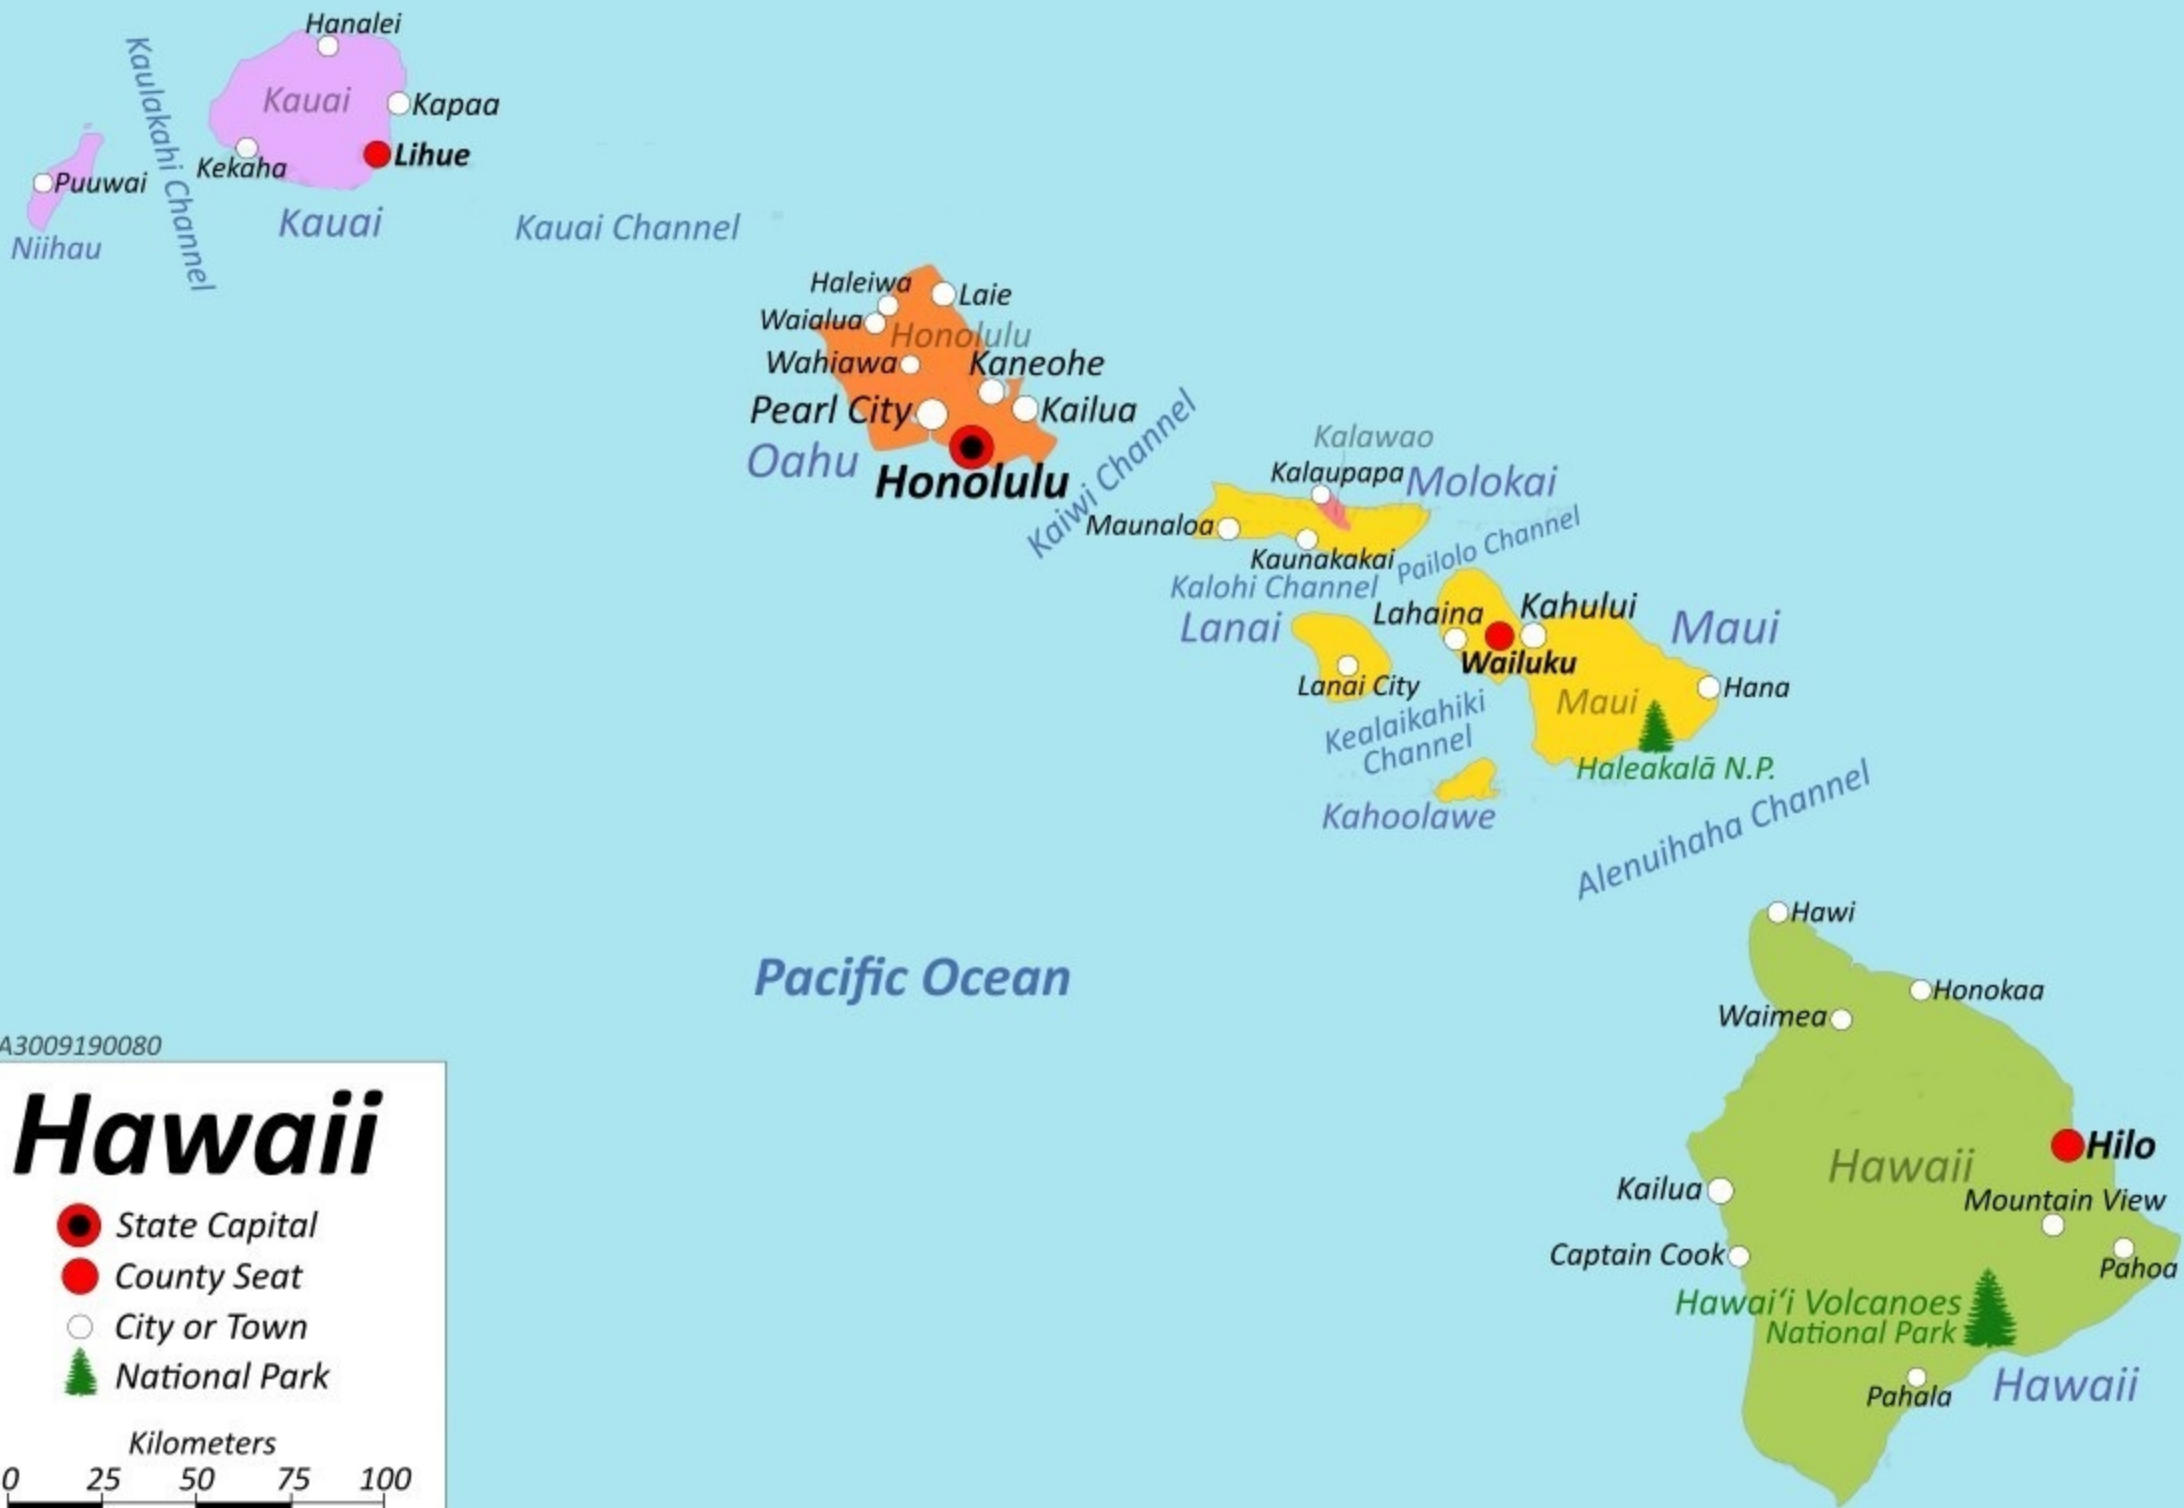 Hanalei
Kauai
Kapaa
Kaulakahi Channel
Lihue
Kekaha
Puuwai
Kauai
Niihau
Kauai Channel
Haleiwa
Laie
Waialua
Honolulu
Wahiawa
Kaneohe
Pearl City
Kailua
Oahu
Honolulu
Kaiwi Channel
Kalawao
Kalaupapa
Molokai
Maunaloa
Kaunakakai
Pailolo Channel
Kalohi Channel
Lanai
Lahaina
Kahului
Maui
Wailuku
Lanai City
Maui
Hana
Kealaikahiki
Channel
Haleakalā N.P.
Kahoolawe
Alenuihaha Channel
Hawi
Pacific Ocean
Honokaa
Waimea
Hawaii
Hilo
Kailua
Mountain View
Captain Cook
Pahoa
Hawai‘i Volcanoes
National Park
Pahala
Hawaii
A3009190080
Hawaii
State Capital
County Seat
City or Town
National Park
Kilometers
0 25 50 75 100